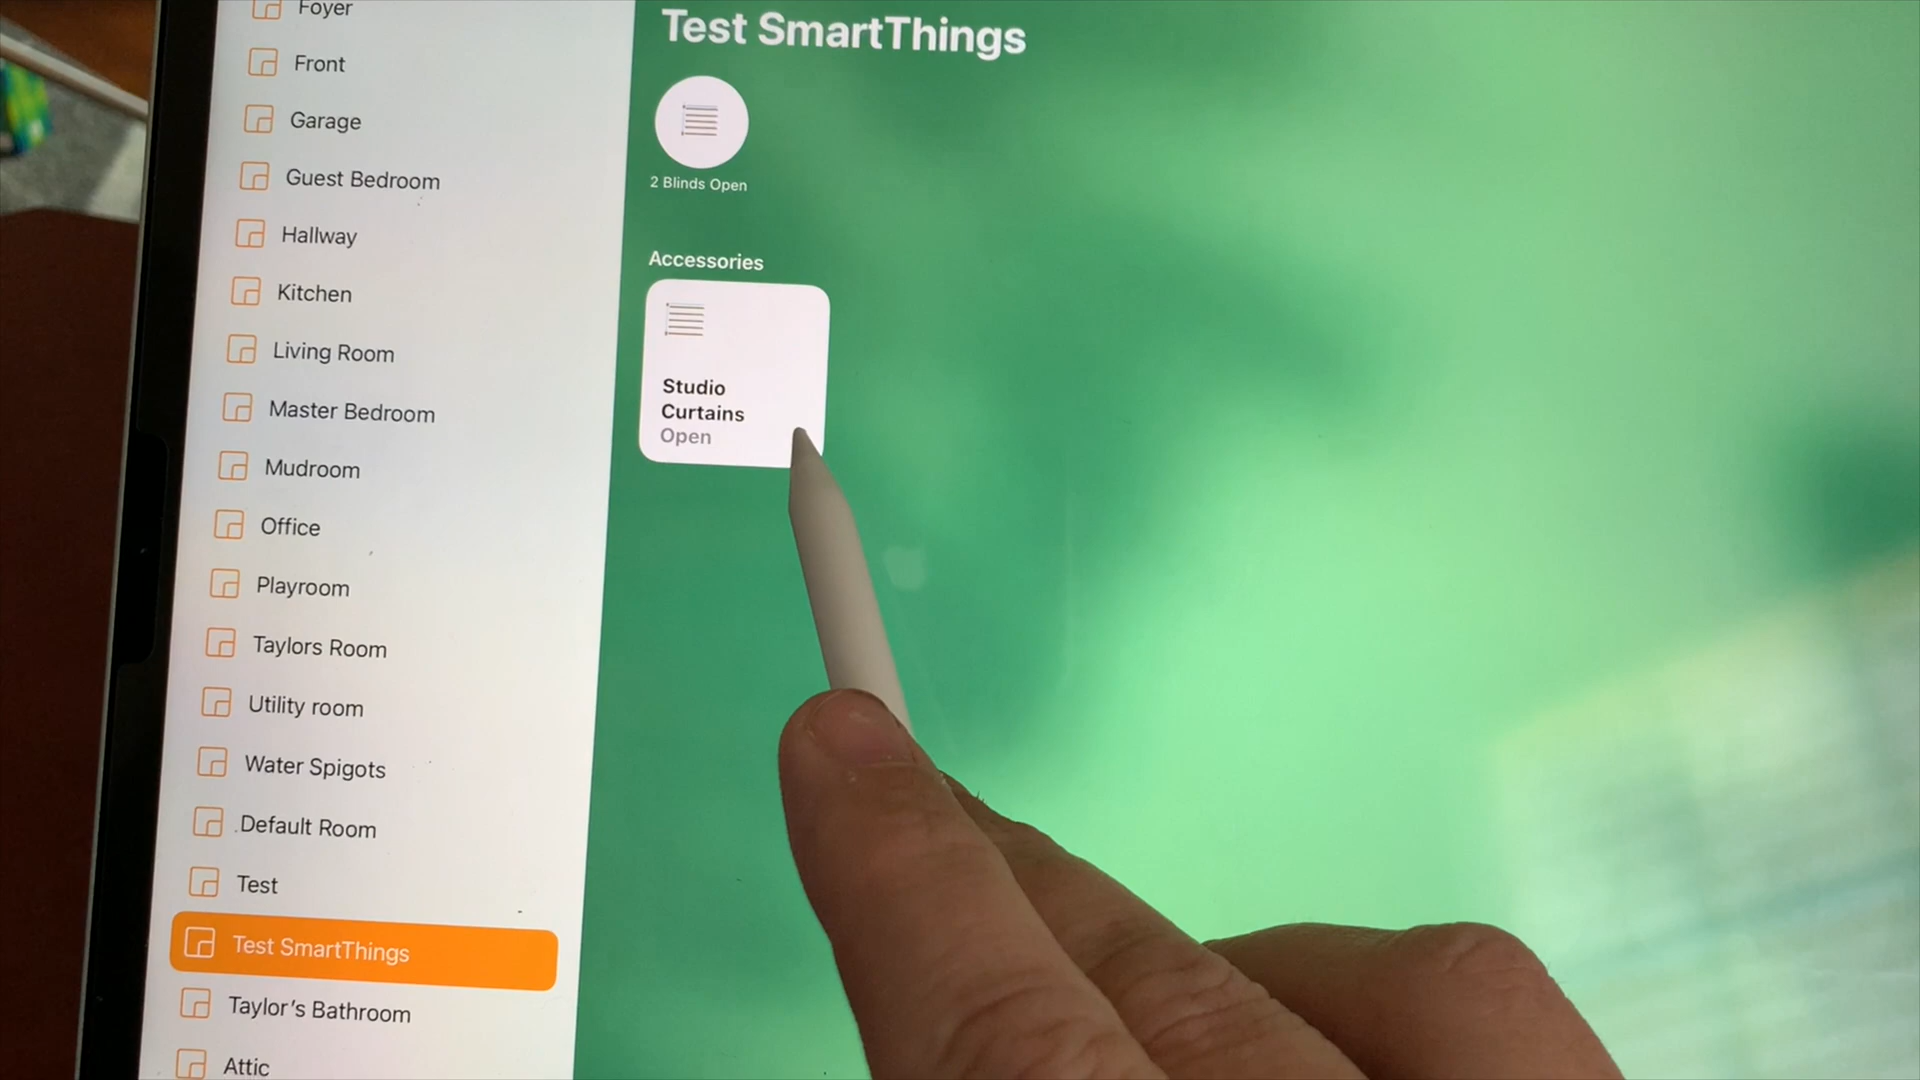 Foyer
Front
Garage
Guest Bedroom
Hallway
Kitchen
Living Room
Master Bedroom
Mudroom
Office
Playroom
Taylors Room
Utility room
Water Spigots
Default Room
Test
Test SmartThings
Taylor's Bathroom
Attic
Test SmartThings
2 Blinds Open
Accessories
Studio
Curtains
Open